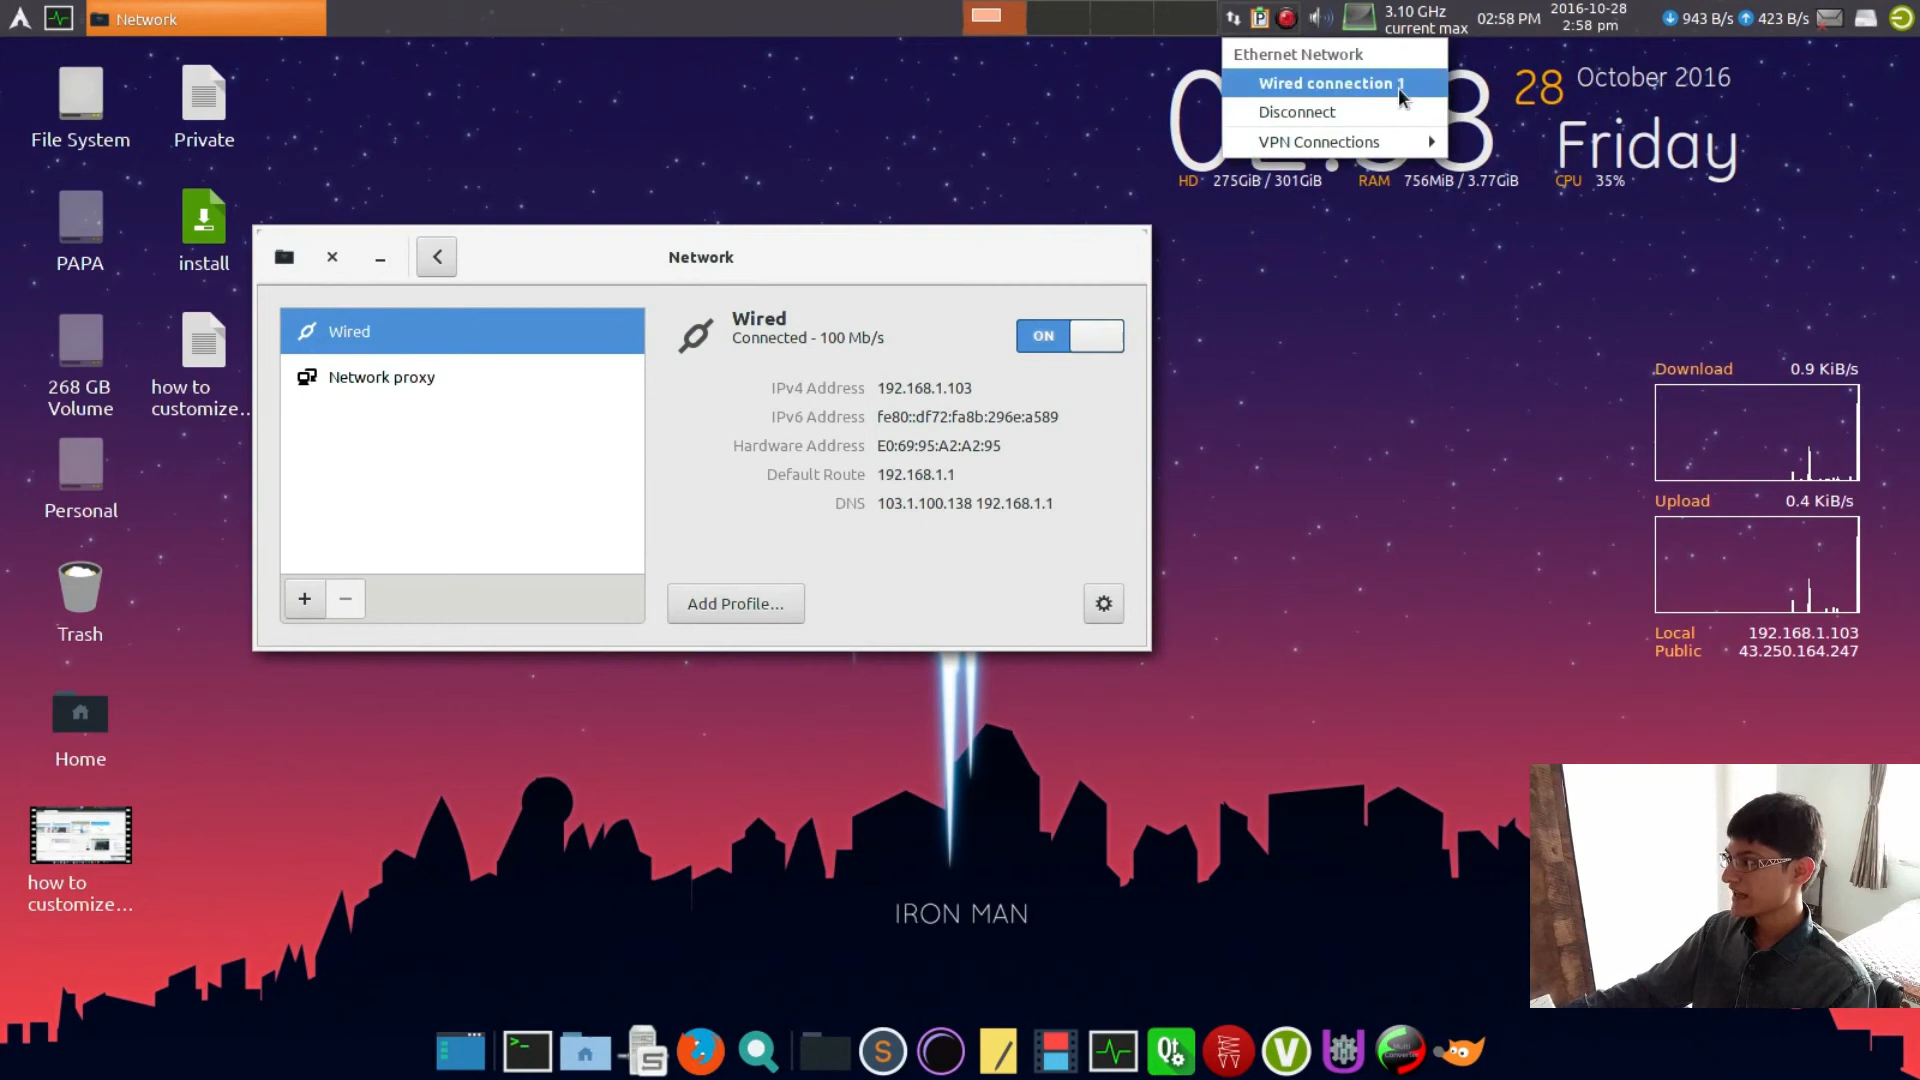 Network
3.10 GHz
current max
02:58 PM
2016-10-28
2:58 pm
943 B/s
423 B/s
Ethernet Network
Wired connection 1
Disconnect
VPN Connections
28
October 2016
Friday
HD 275GiB / 301GiB RAM 756MiB / 3.77GiB CPU 35%
File System
Private
PAPA
install
268 GB
Volume
how to
customize...
Personal
Trash
Home
how to
customize...
Network
Wired
Network proxy
Wired
Connected - 100 Mb/s
ON
IPv4 Address 192.168.1.103
IPv6 Address fe80::df72:fa8b:296e:a589
Hardware Address E0:69:95:A2:A2:95
Default Route 192.168.1.1
DNS 103.1.100.138 192.168.1.1
Add Profile...
Download 0.9 KiB/s
Upload 0.4 KiB/s
Local 192.168.1.103
Public 43.250.164.247
IRON MAN